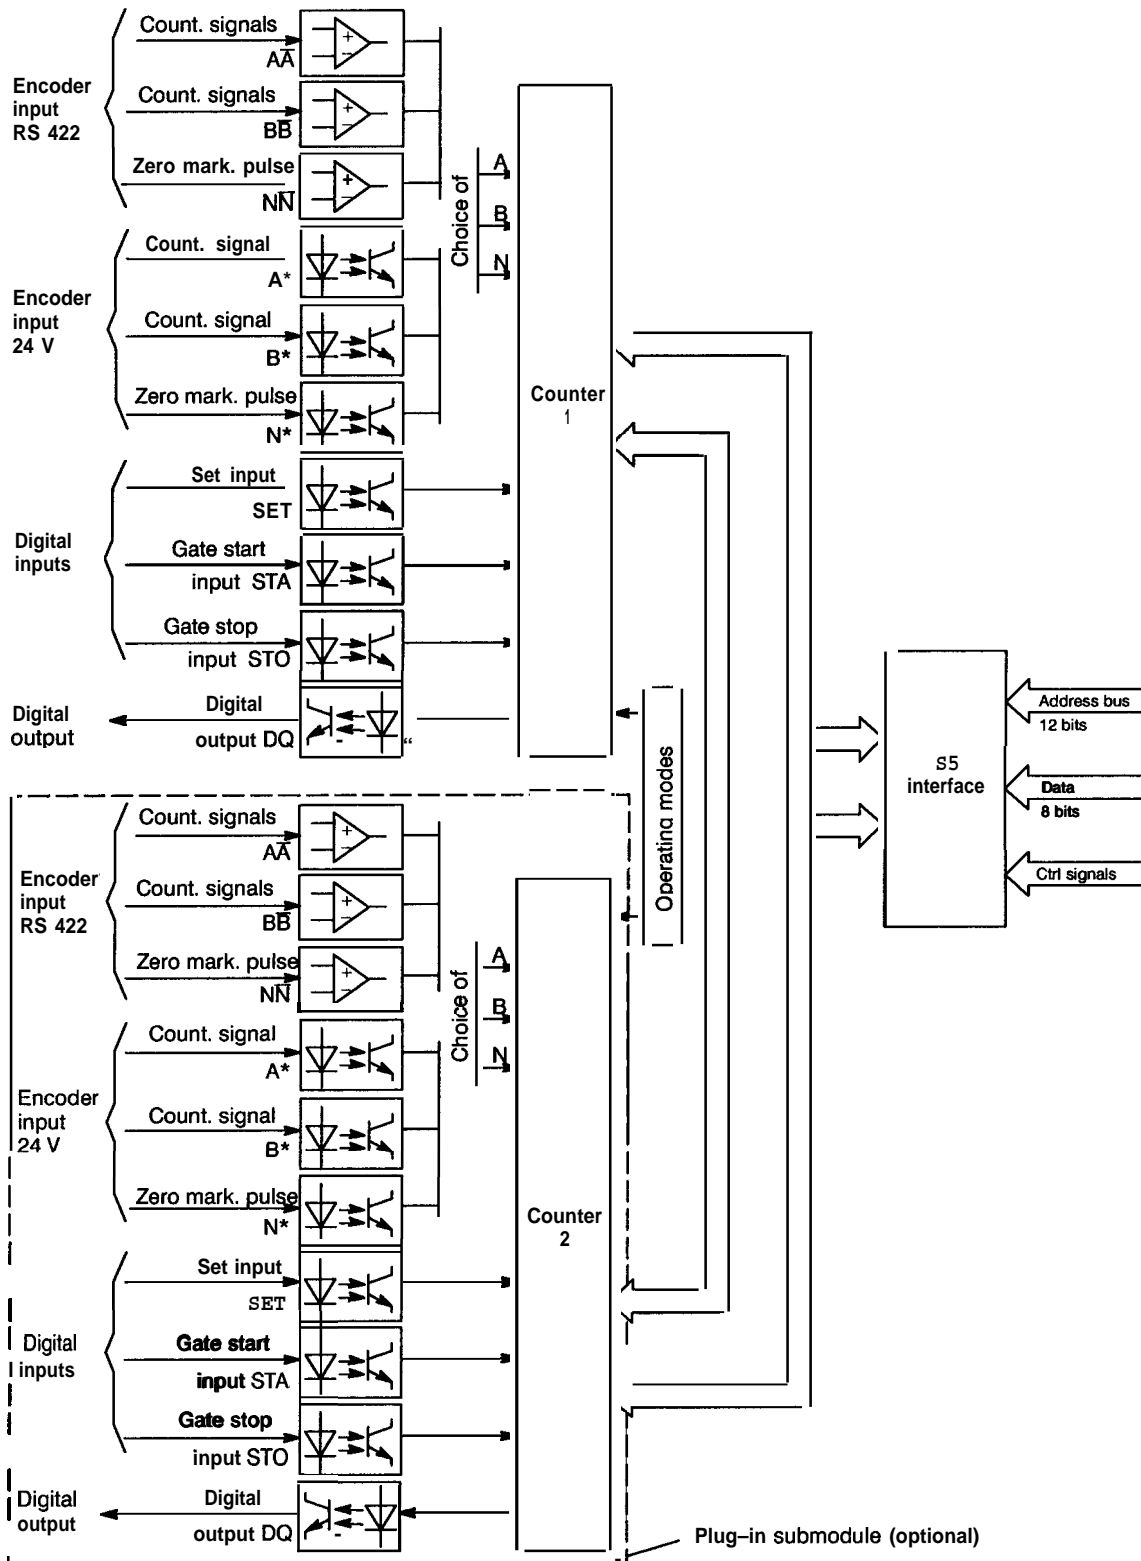 Count. signals
AA̅
Encoder
input
RS 422
Count. signals
BB̅
Zero mark. pulse
NN̅
Choice of
A
B
N
Count. signal
A*
Encoder
input
24 V
Count. signal
B*
Zero mark. pulse
N*
Counter
1
Set input
SET
Digital
inputs
Gate start
input STA
Gate stop
input STO
Digital
output
Digital
output DQ
Operating modes
S5
interface
Address bus
12 bits
Data
8 bits
Ctrl signals
Count. signals
AA̅
Encoder
input
RS 422
Count. signals
BB̅
Zero mark. pulse
NN̅
Choice of
A
B
N
Count. signal
A*
Encoder
input
24 V
Count. signal
B*
Zero mark. pulse
N*
Counter
2
Set input
SET
Digital
inputs
Gate start
input STA
Gate stop
input STO
Digital
output
Digital
output DQ
Plug–in submodule (optional)